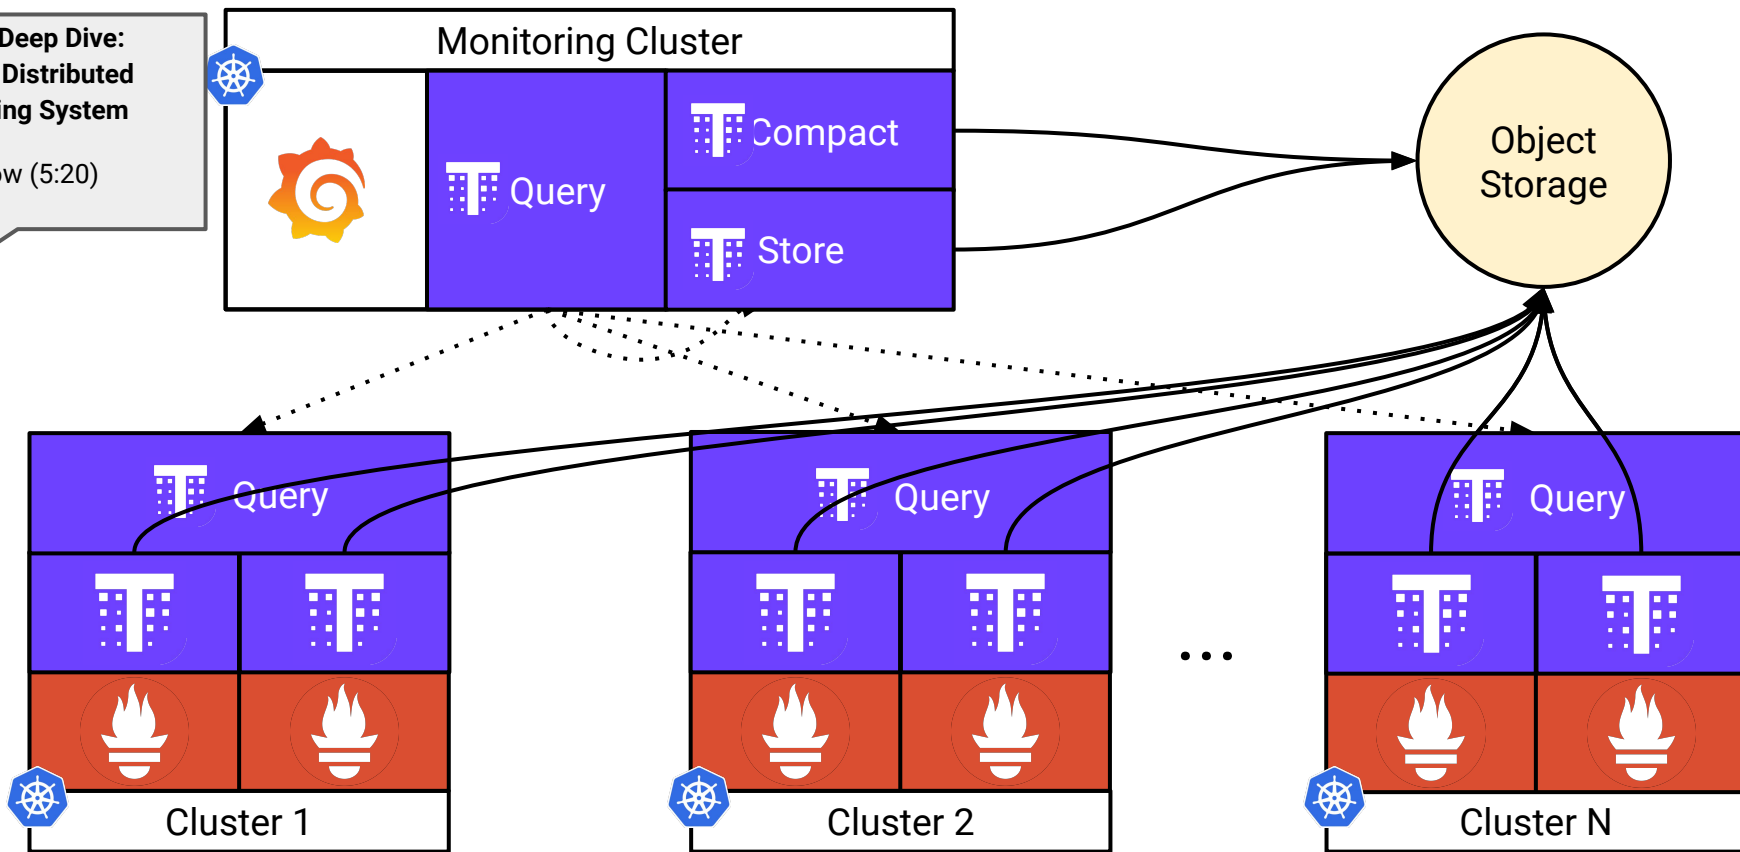 Deep Dive:
Distributed
ing System
ow (5:20)
Monitoring Cluster
Query
Compact
Store
Object
Storage
Query
Query
Query
...
Cluster 1
Cluster 2
Cluster N